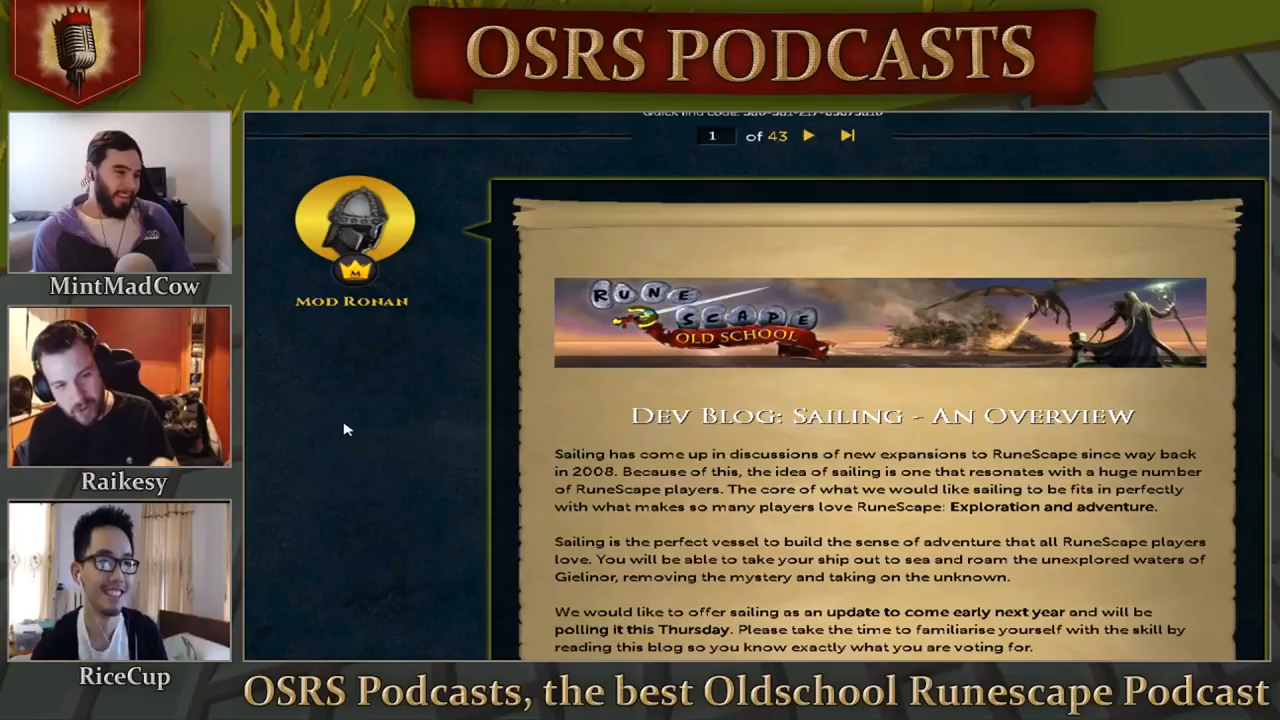 OSRS PODCASTS
1 of 43
MOD RONAN
RUNE
SCAPE
OLD SCHOOL
DEV BLOG: SAILING - AN OVERVIEW
Sailing has come up in discussions of new expansions to RuneScape since way back
in 2008. Because of this, the idea of sailing is one that resonates with a huge number
of RuneScape players. The core of what we would like sailing to be fits in perfectly
with what makes so many players love RuneScape: Exploration and adventure.
Sailing is the perfect vessel to build the sense of adventure that all RuneScape players
love. You will be able to take your ship out to sea and roam the unexplored waters of
Gielinor, removing the mystery and taking on the unknown.
We would like to offer sailing as an update to come early next year and will be
polling it this Thursday. Please take the time to familiarise yourself with the skill by
reading this blog so you know exactly what you are voting for.
MintMadCow
Raikesy
RiceCup
OSRS Podcasts, the best Oldschool Runescape Podcast